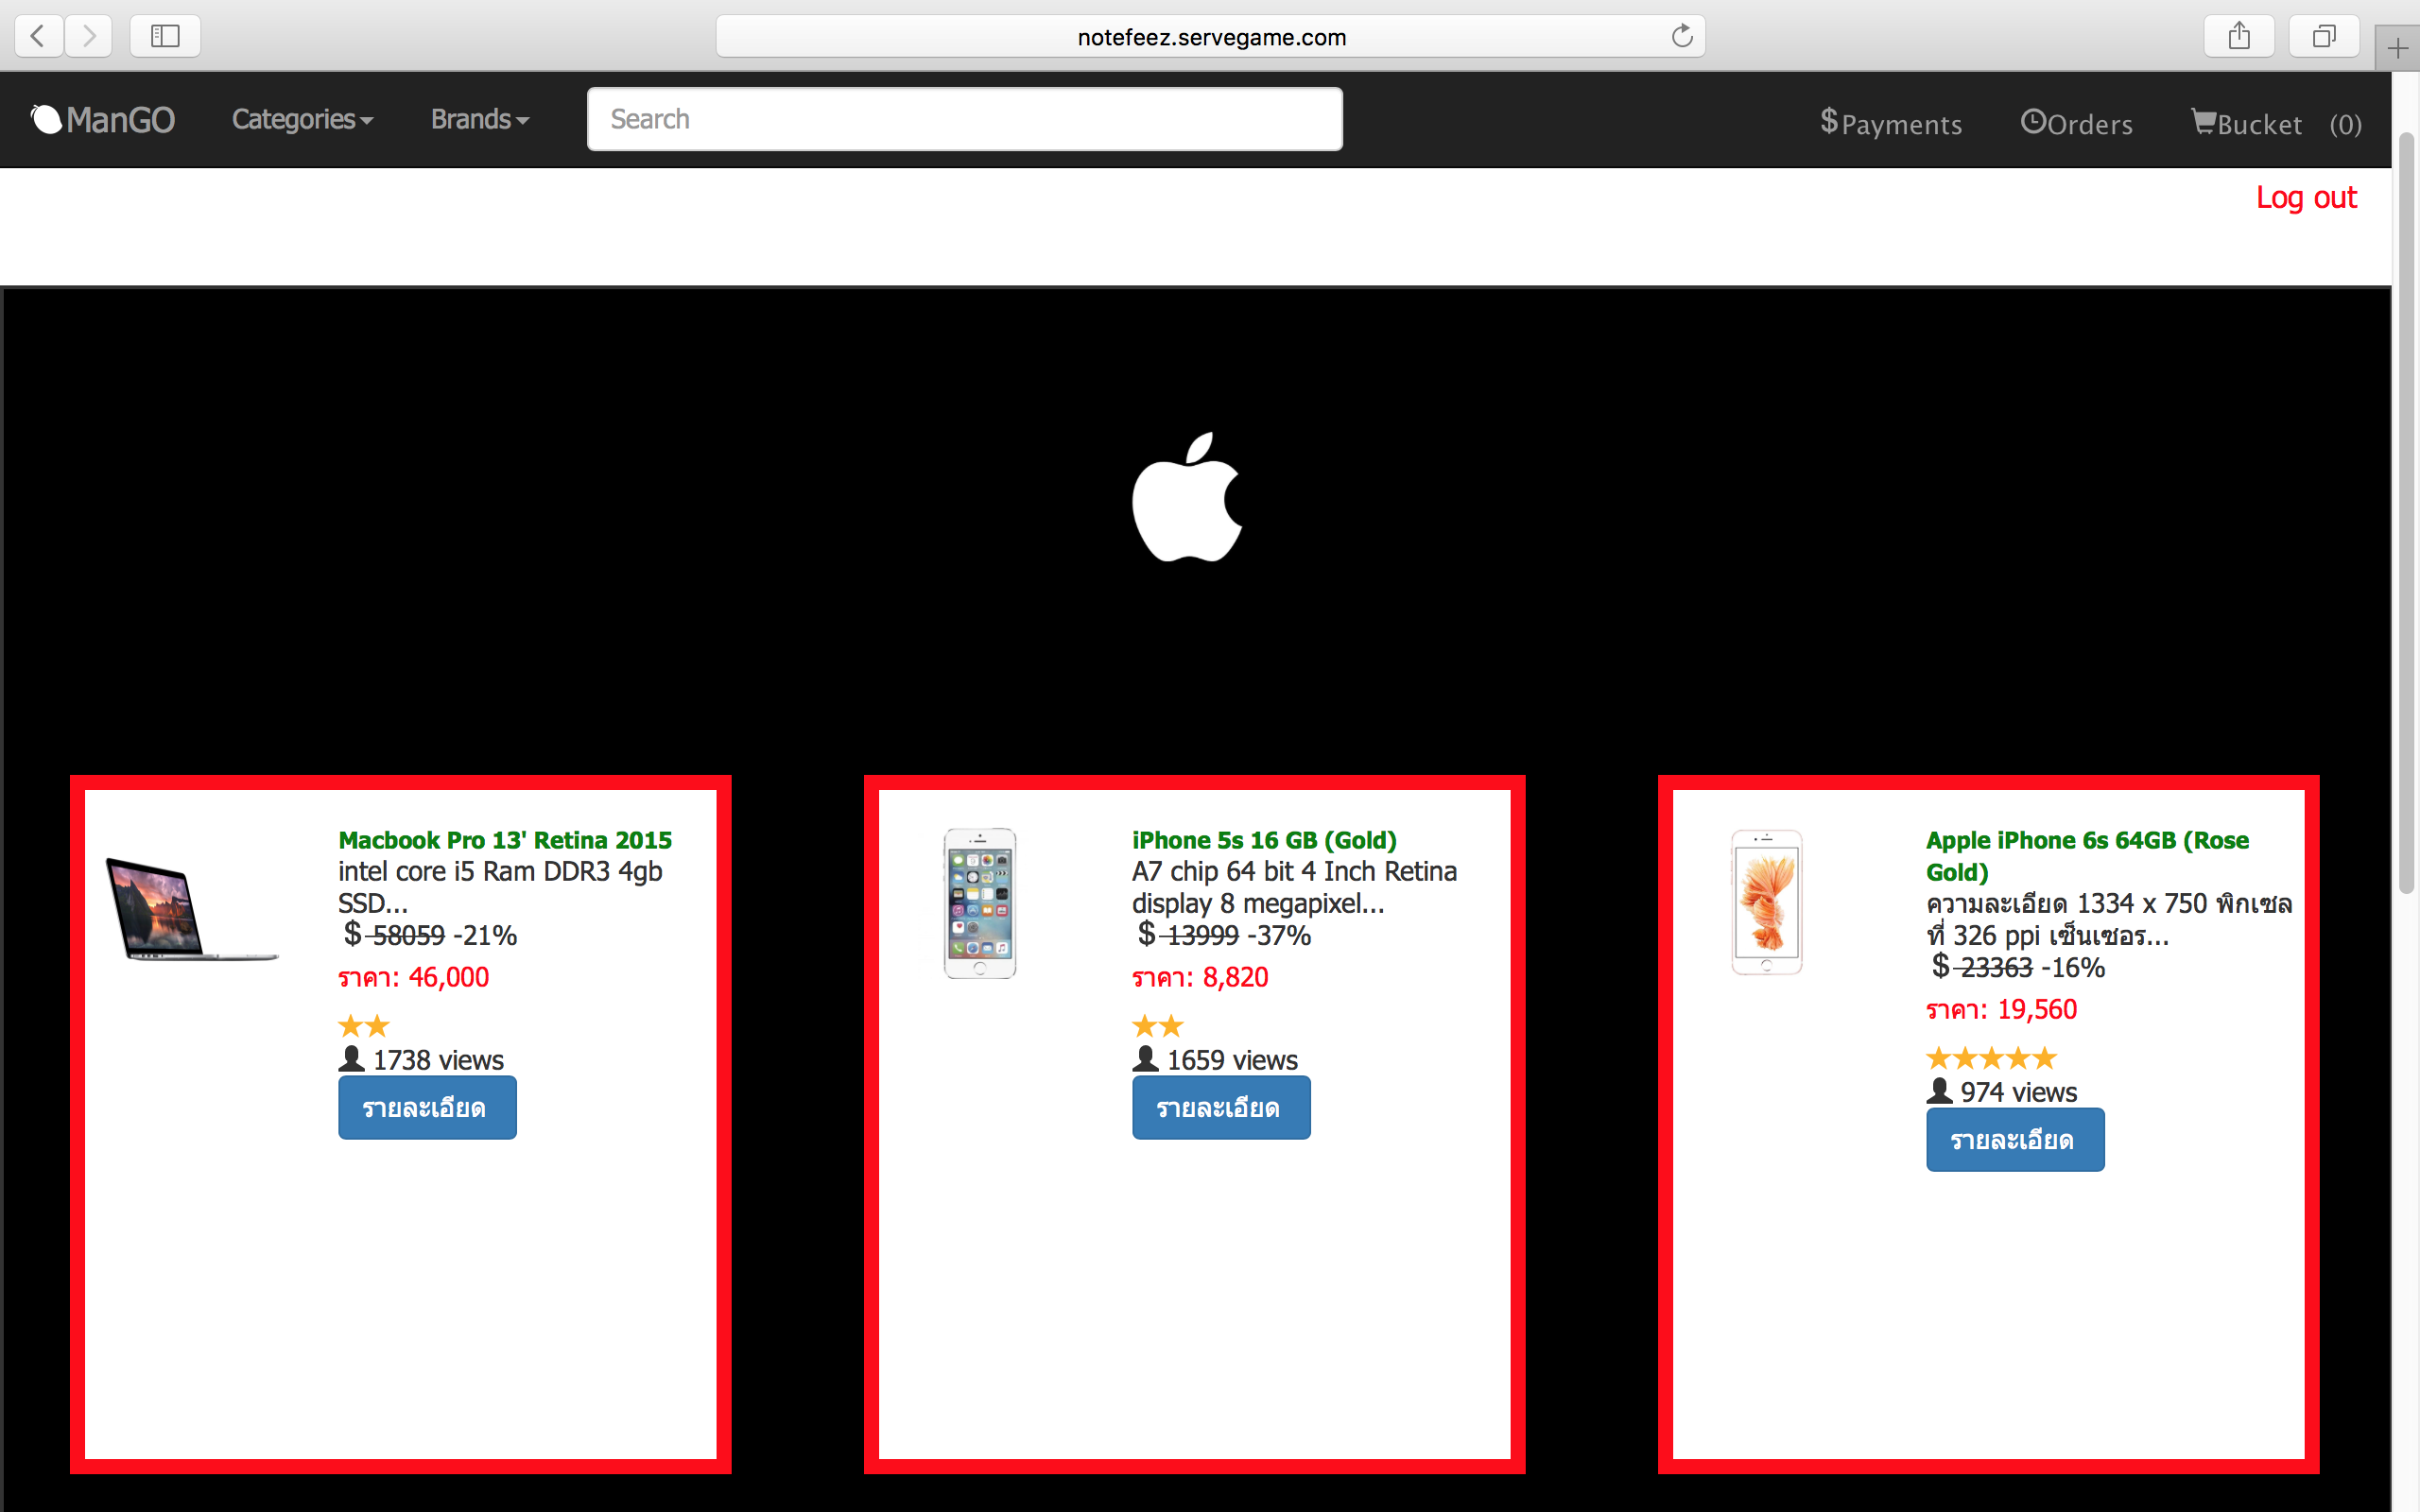 notefeez.servegame.com
ManGO Categories Brands Search $Payments Orders Bucket (0)
Log out
Macbook Pro 13' Retina 2015
intel core i5 Ram DDR3 4gb
SSD...
$ 58059 -21%
ราคา: 46,000
1738 views
รายละเอียด
iPhone 5s 16 GB (Gold)
A7 chip 64 bit 4 Inch Retina
display 8 megapixel...
$ 13999 -37%
ราคา: 8,820
1659 views
รายละเอียด
Apple iPhone 6s 64GB (Rose
Gold)
ความละเอียด 1334 x 750 พิกเซล
ที่ 326 ppi เซ็นเซอร...
$ 23363 -16%
ราคา: 19,560
974 views
รายละเอียด